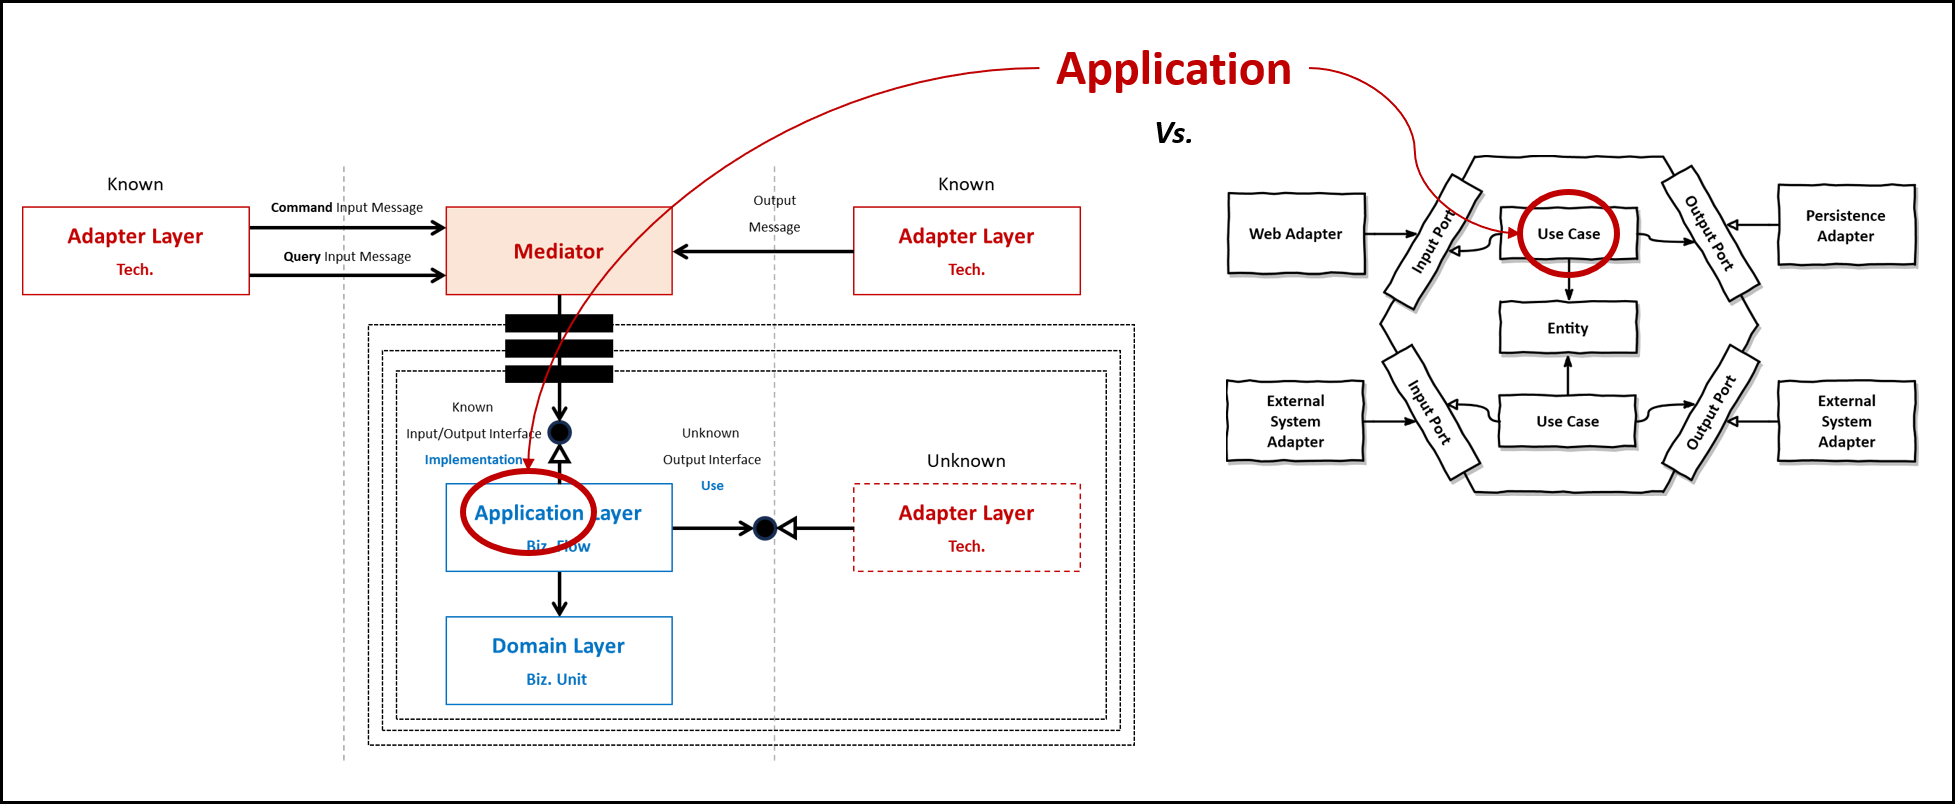 Application
Vs.
Known
Adapter Layer
Tech.
Command Input Message
Query Input Message
Mediator
Output
Message
Known
Adapter Layer
Tech.
Known
Input/Output Interface
Implementation
Unknown
Output Interface
Use
Application Layer
Biz. Flow
Unknown
Adapter Layer
Tech.
Domain Layer
Biz. Unit
Web Adapter
Input Port
Use Case
Output Port
Persistence
Adapter
Entity
External
System
Adapter
Input Port
Use Case
Output Port
External
System
Adapter